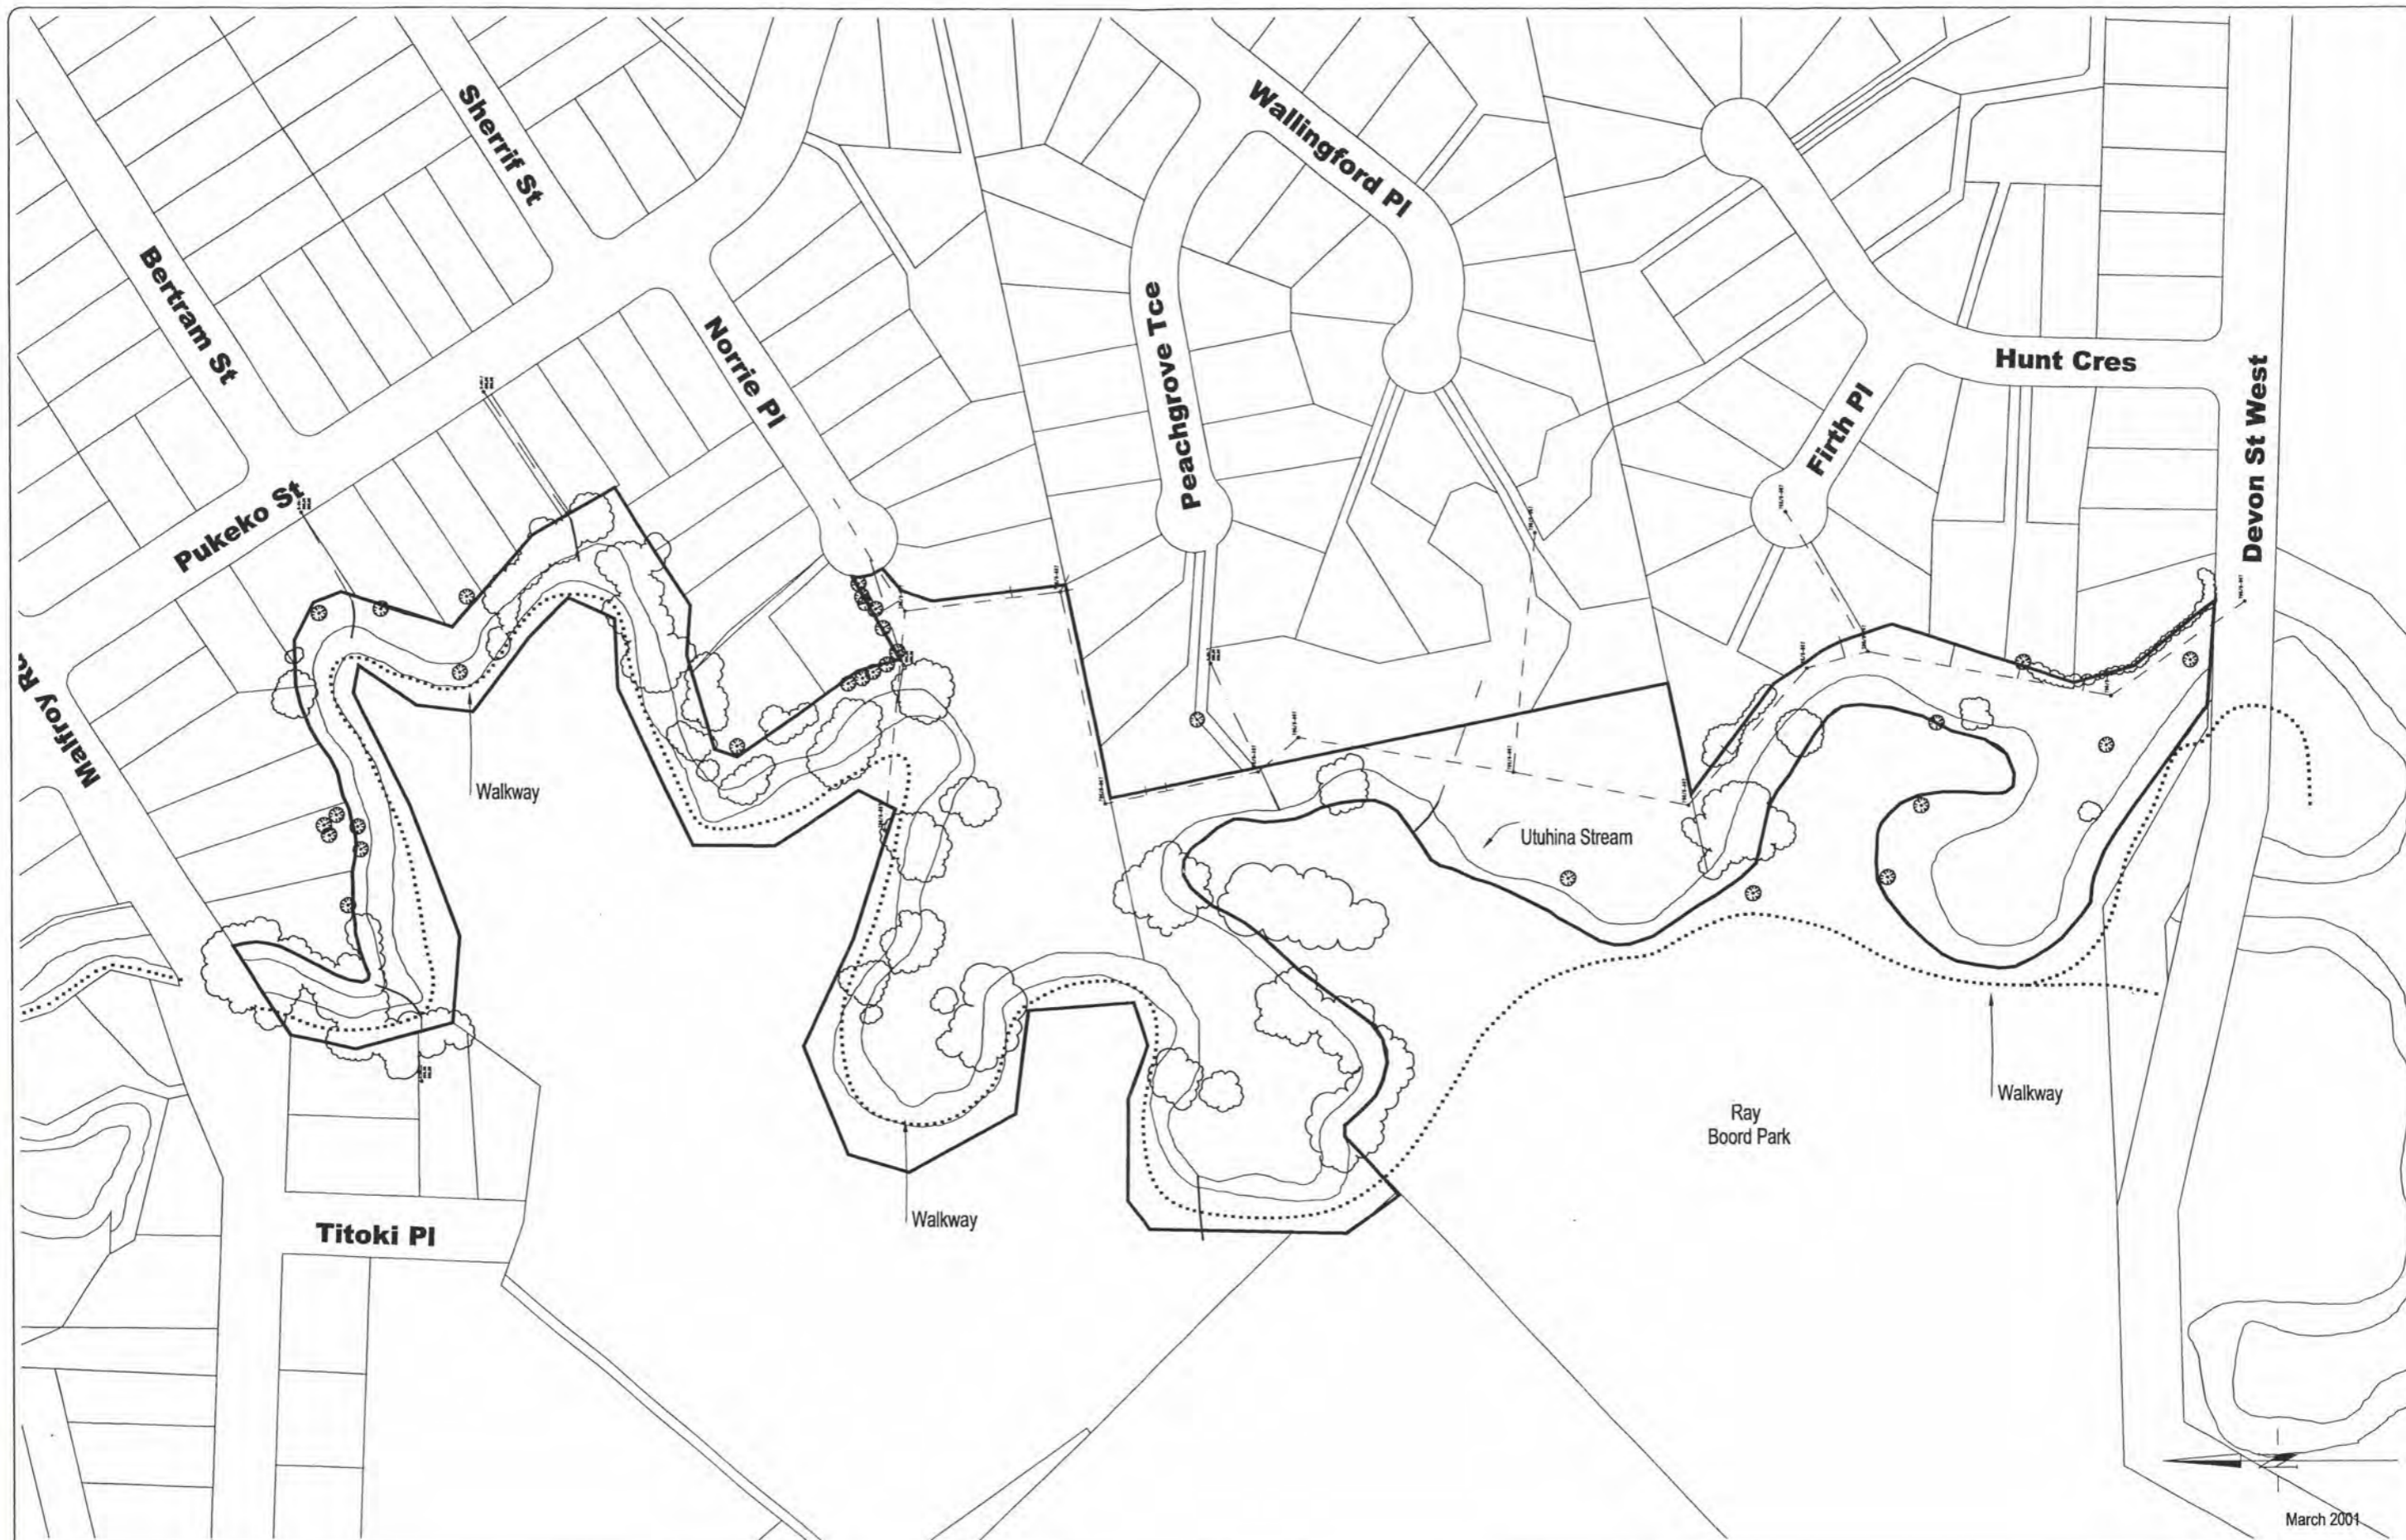 Sherrif St
Wallingford Pl
Bertram St
Norrie Pl
Peachgrove Tce
Hunt Cres
Firth Pl
Devon St West
Pukeko St
Malfroy
Walkway
Utuhina Stream
Walkway
Ray
Boord Park
Walkway
Titoki Pl
N
March 2001